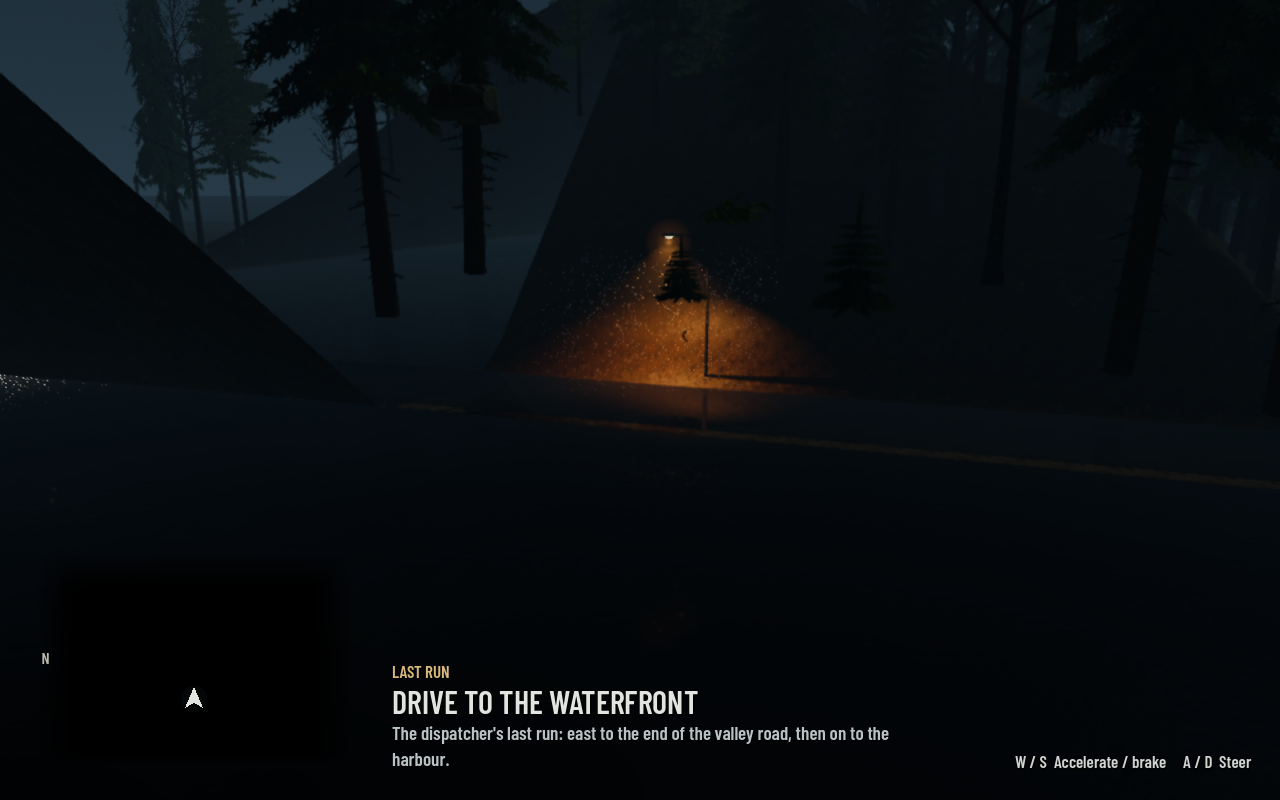 N
LAST RUN
DRIVE TO THE WATERFRONT
The dispatcher's last run: east to the end of the valley road, then on to the
harbour.
W / S Accelerate / brake A / D Steer